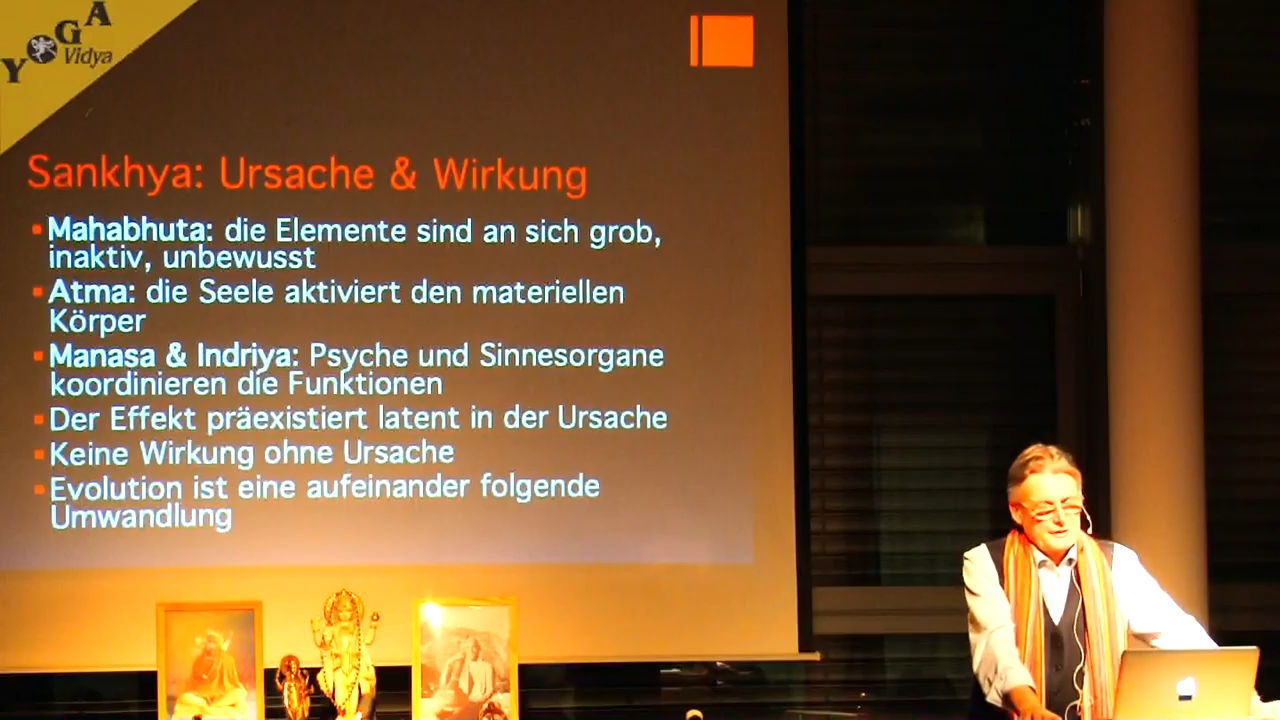 YOGA
Vidya
Sankhya: Ursache & Wirkung
Mahabhuta: die Elemente sind an sich grob,
inaktiv, unbewusst
Atma: die Seele aktiviert den materiellen
Körper
Manasa & Indriya: Psyche und Sinnesorgane
koordinieren die Funktionen
Der Effekt präexistiert latent in der Ursache
Keine Wirkung ohne Ursache
Evolution ist eine aufeinander folgende
Umwandlung